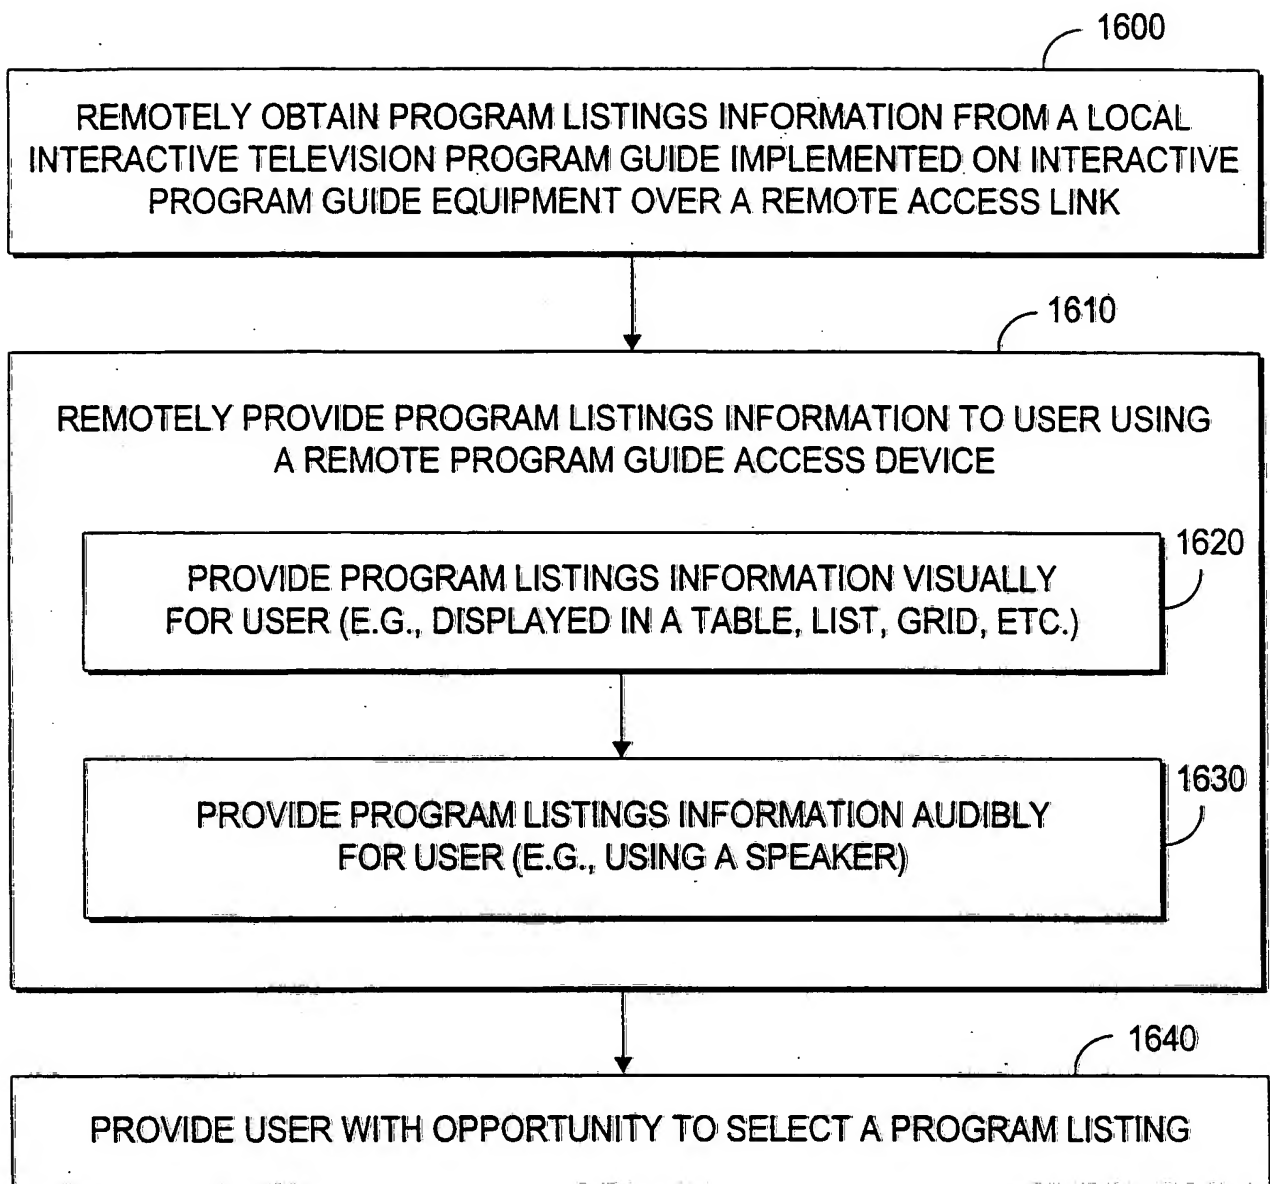 1600
REMOTELY OBTAIN PROGRAM LISTINGS INFORMATION FROM A LOCAL
INTERACTIVE TELEVISION PROGRAM GUIDE IMPLEMENTED ON INTERACTIVE
PROGRAM GUIDE EQUIPMENT OVER A REMOTE ACCESS LINK
1610
REMOTELY PROVIDE PROGRAM LISTINGS INFORMATION TO USER USING
A REMOTE PROGRAM GUIDE ACCESS DEVICE
1620
PROVIDE PROGRAM LISTINGS INFORMATION VISUALLY
FOR USER (E.G., DISPLAYED IN A TABLE, LIST, GRID, ETC.)
1630
PROVIDE PROGRAM LISTINGS INFORMATION AUDIBLY
FOR USER (E.G., USING A SPEAKER)
1640
PROVIDE USER WITH OPPORTUNITY TO SELECT A PROGRAM LISTING